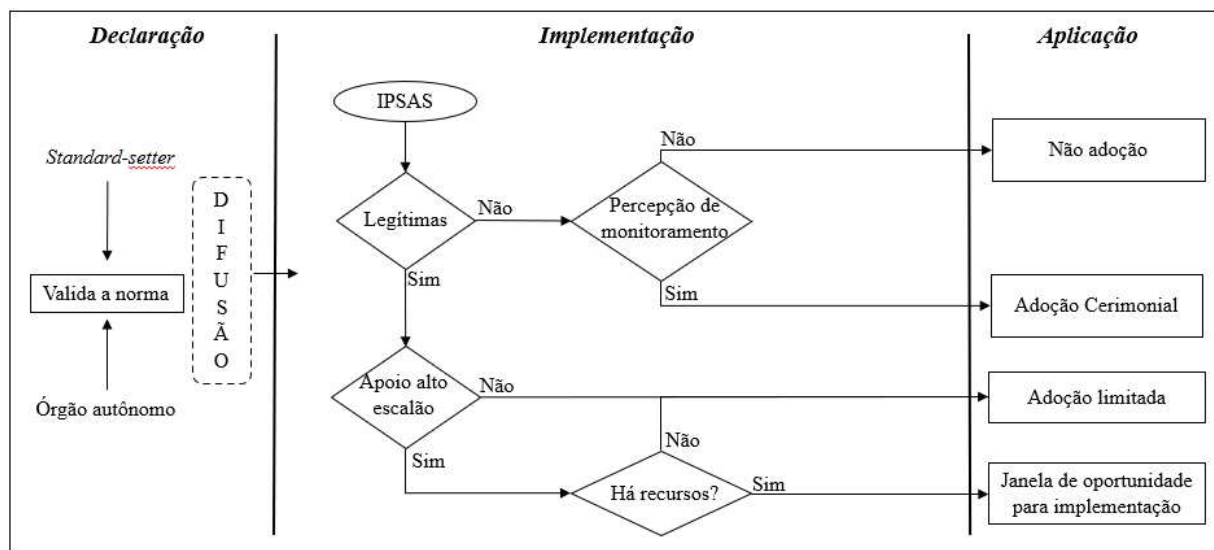 Declaração
Implementação
Aplicação
IPSAS
Standard-setter
Não
Não adoção
D
I
F
U
S
Ã
O
Legítimas
Não
Percepção de
monitoramento
Sim
Valida a norma
Sim
Adoção Cerimonial
Órgão autônomo
Apoio alto
escalão
Não
Adoção limitada
Não
Sim
Há recursos?
Sim
Janela de oportunidade
para implementação